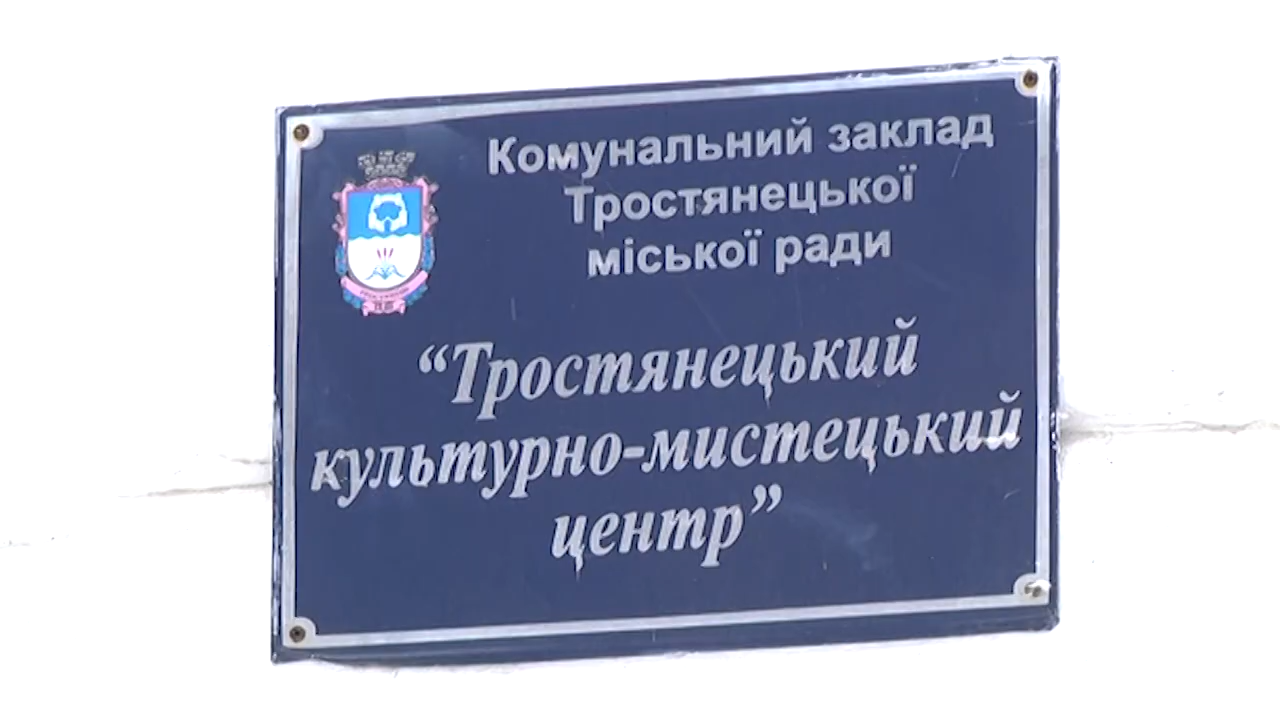 Комунальний заклад
Тростянецької
міської ради
“Тростянецький
культурно-мистецький
центр”